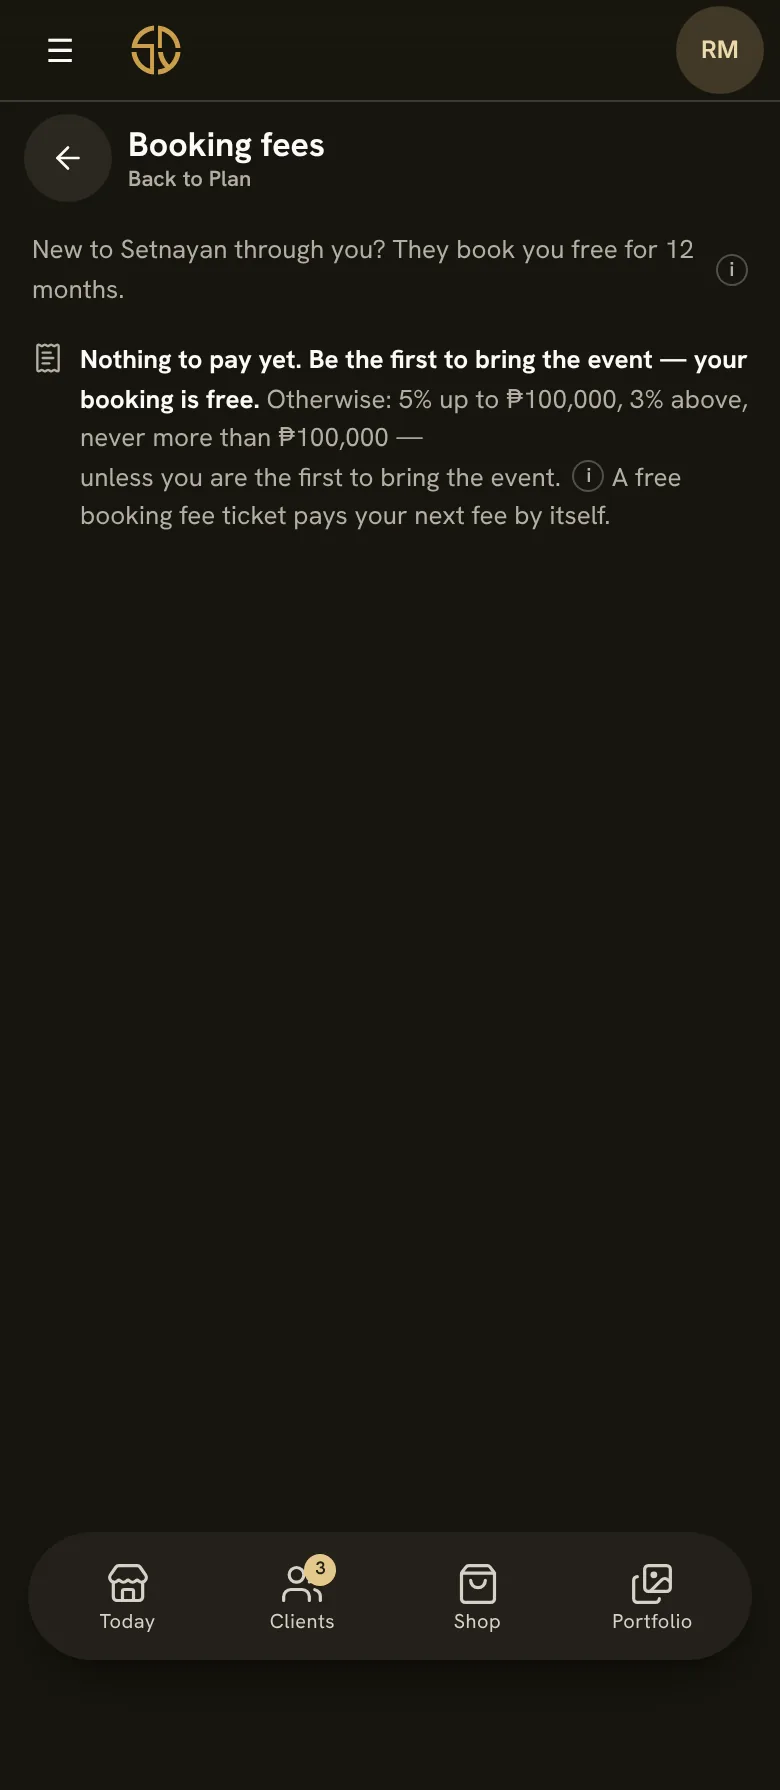 RM
Booking fees
Back to Plan
New to Setnayan through you? They book you free for 12
months.
i
Nothing to pay yet. Be the first to bring the event — your
booking is free. Otherwise: 5% up to ₱100,000, 3% above,
never more than ₱100,000 —
unless you are the first to bring the event. i A free
booking fee ticket pays your next fee by itself.
3
Today
Clients
Shop
Portfolio